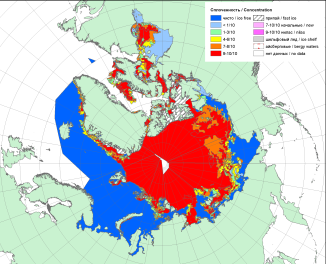 Сплоченность / Concentration
чисто / ice free
< 1/10
1-3/10
4-6/10
7-8/10
9-10/10
припай / fast ice
7-10/10 начальные / new
9-10/10 нилас / nilas
шельфовый лед / ice shelf
айсберговые / bergy waters
нет данных / no data